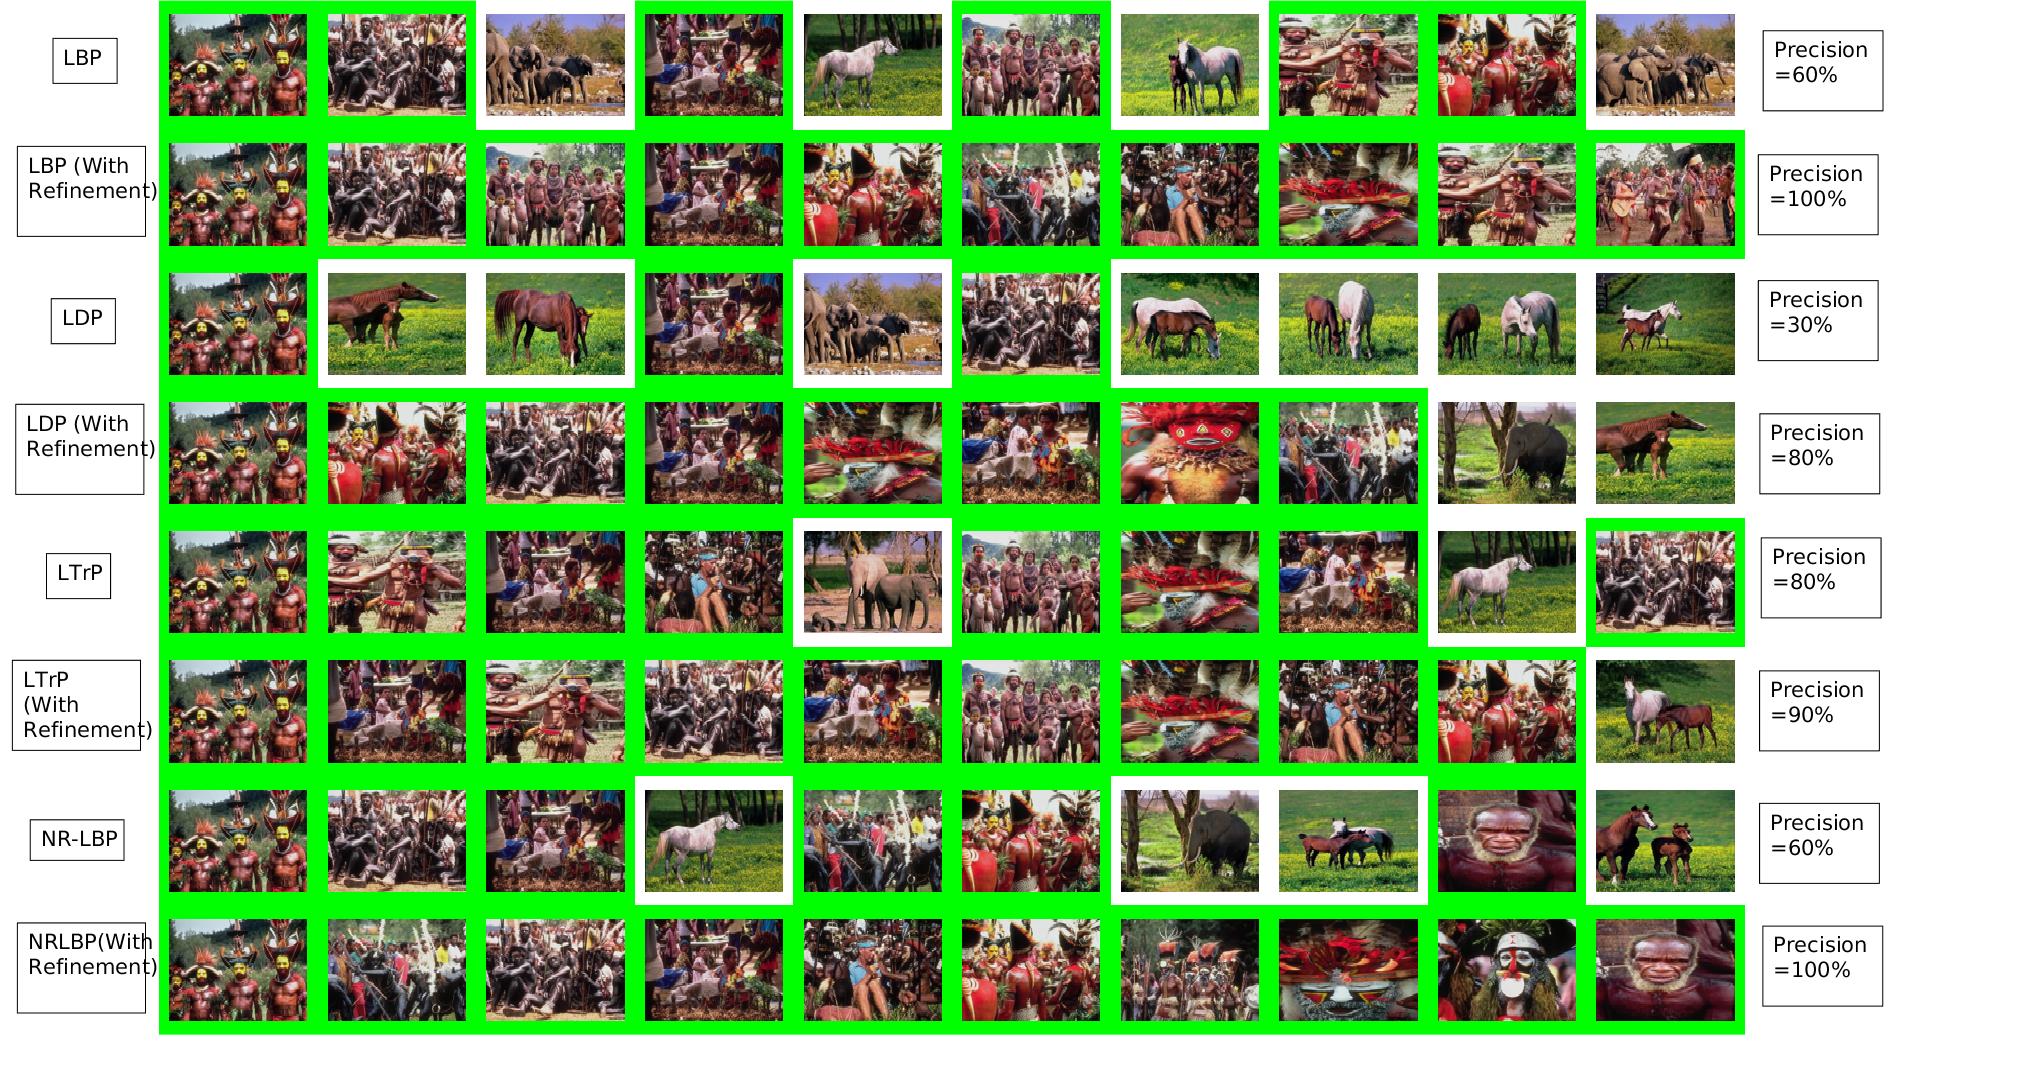 LBP
Precision
=60%
LBP (With
Refinement)
Precision
=100%
LDP
Precision
=30%
LDP (With
Refinement)
Precision
=80%
LTrP
Precision
=80%
LTrP
(With
Refinement)
Precision
=90%
NR-LBP
Precision
=60%
NRLBP(With
Refinement)
Precision
=100%